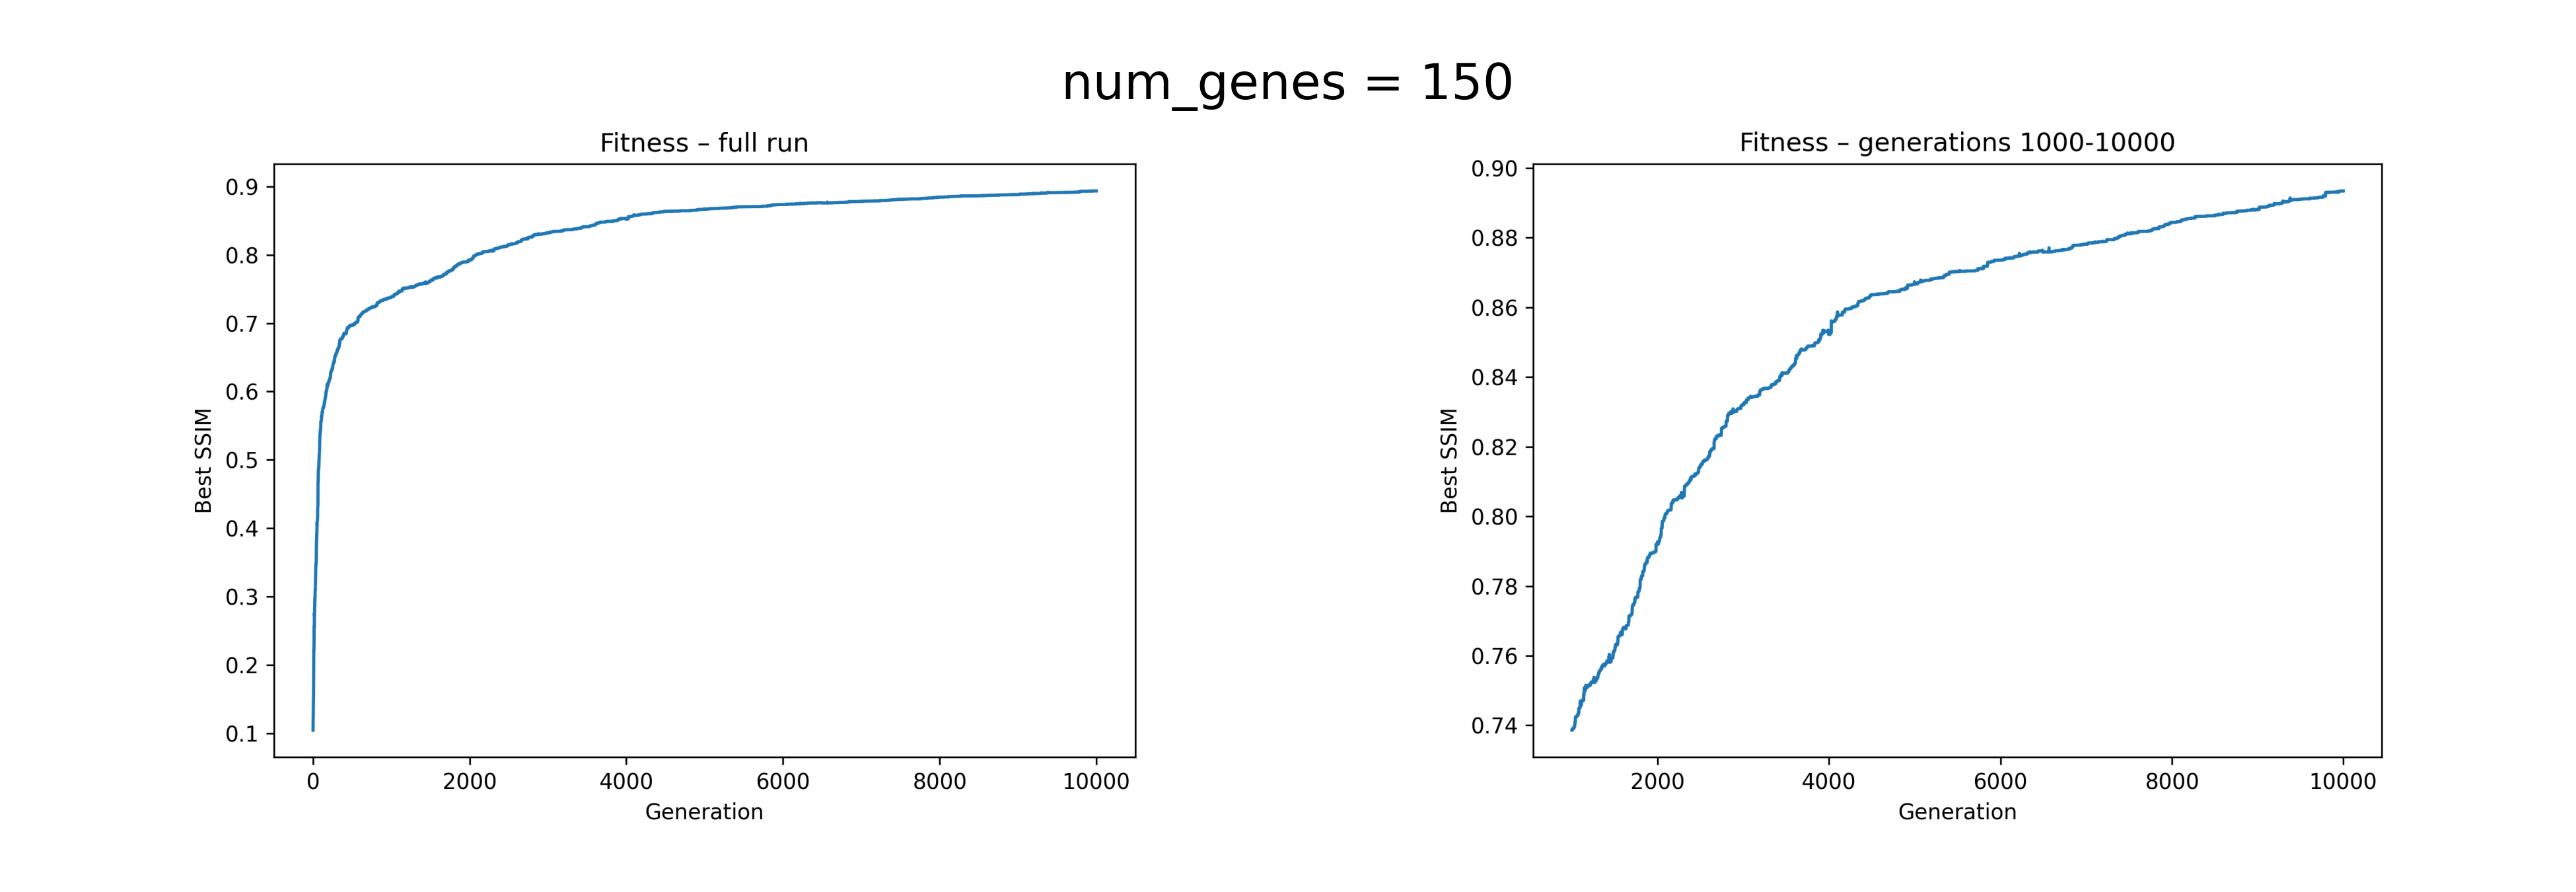 num_genes = 150
Fitness – full run
0.9
0.8
0.7
0.6
0.5
0.4
0.3
0.2
0.1
Best SSIM
0 2000 4000 6000 8000 10000
Generation
Fitness – generations 1000-10000
0.90
0.88
0.86
0.84
0.82
0.80
0.78
0.76
0.74
Best SSIM
2000 4000 6000 8000 10000
Generation